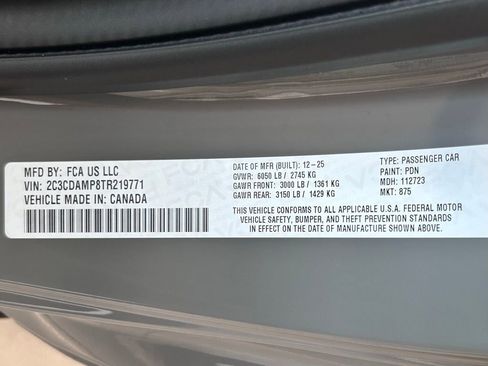 MFD BY: FCA US LLC
VIN: 2C3CDAMP8TR219771
VEHICLE MADE IN: CANADA
DATE OF MFR (BUILT): 12-25
GVWR: 6050 LB / 2745 KG
GAWR FRONT: 3000 LB / 1361 KG
GAWR REAR: 3150 LB / 1429 KG
TYPE: PASSENGER CAR
PAINT: PDN
MDH: 112723
MKT: 875
THIS VEHICLE CONFORMS TO ALL APPLICABLE U.S.A. FEDERAL MOTOR
VEHICLE SAFETY, BUMPER, AND THEFT PREVENTION STANDARDS
IN EFFECT ON THE DATE OF MANUFACTURE SHOWN ABOVE.